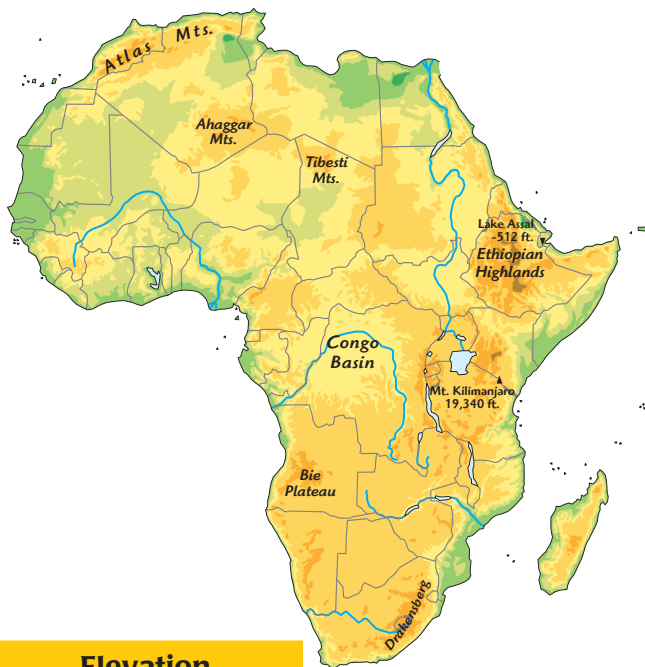 Atlas Mts.
Ahaggar
Mts.
Tibesti
Mts.
Lake Assal
-512 ft.
Ethiopian
Highlands
Congo
Basin
Mt. Kilimanjaro
19,340 ft.
Bie
Plateau
Drakensberg
Elevation